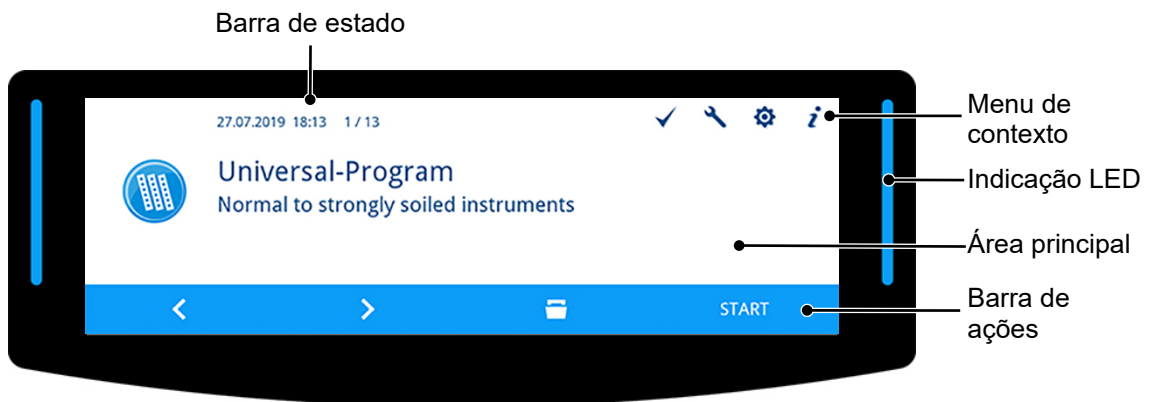 Barra de estado
27.07.2019 18:13 1 / 13
Menu de
contexto
Universal-Program
Normal to strongly soiled instruments
Indicação LED
Área principal
START
Barra de
ações